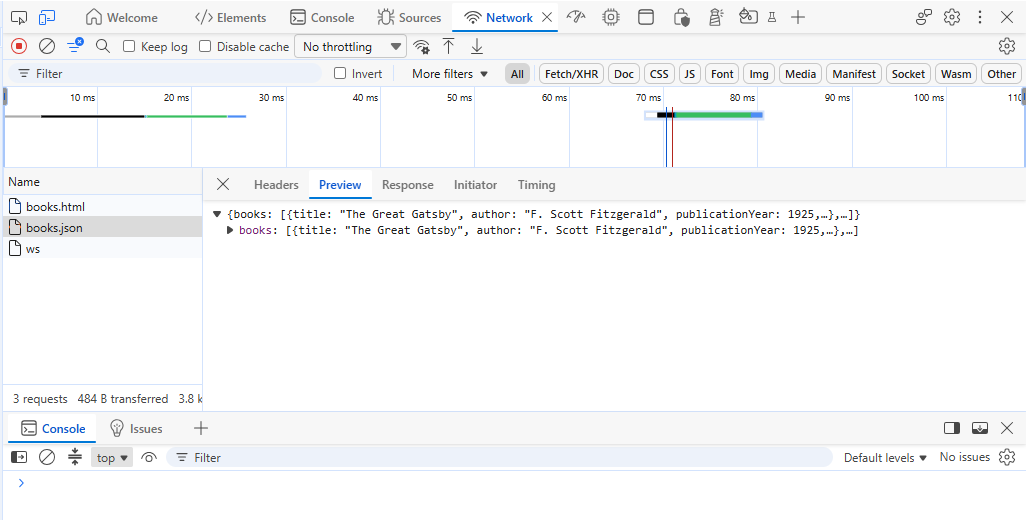 Welcome Elements Console Sources Network
Keep log Disable cache No throttling
Filter Invert More filters All Fetch/XHR Doc CSS JS Font Img Media Manifest Socket Wasm Other
10 ms 20 ms 30 ms 40 ms 50 ms 60 ms 70 ms 80 ms 90 ms 100 ms 110
Name Headers Preview Response Initiator Timing
books.html {books: [{title: "The Great Gatsby", author: "F. Scott Fitzgerald", publicationYear: 1925,…},…]}
books.json books: [{title: "The Great Gatsby", author: "F. Scott Fitzgerald", publicationYear: 1925,…},…]
ws
3 requests 484 B transferred 3.8 k
Console Issues
top Filter Default levels No issues